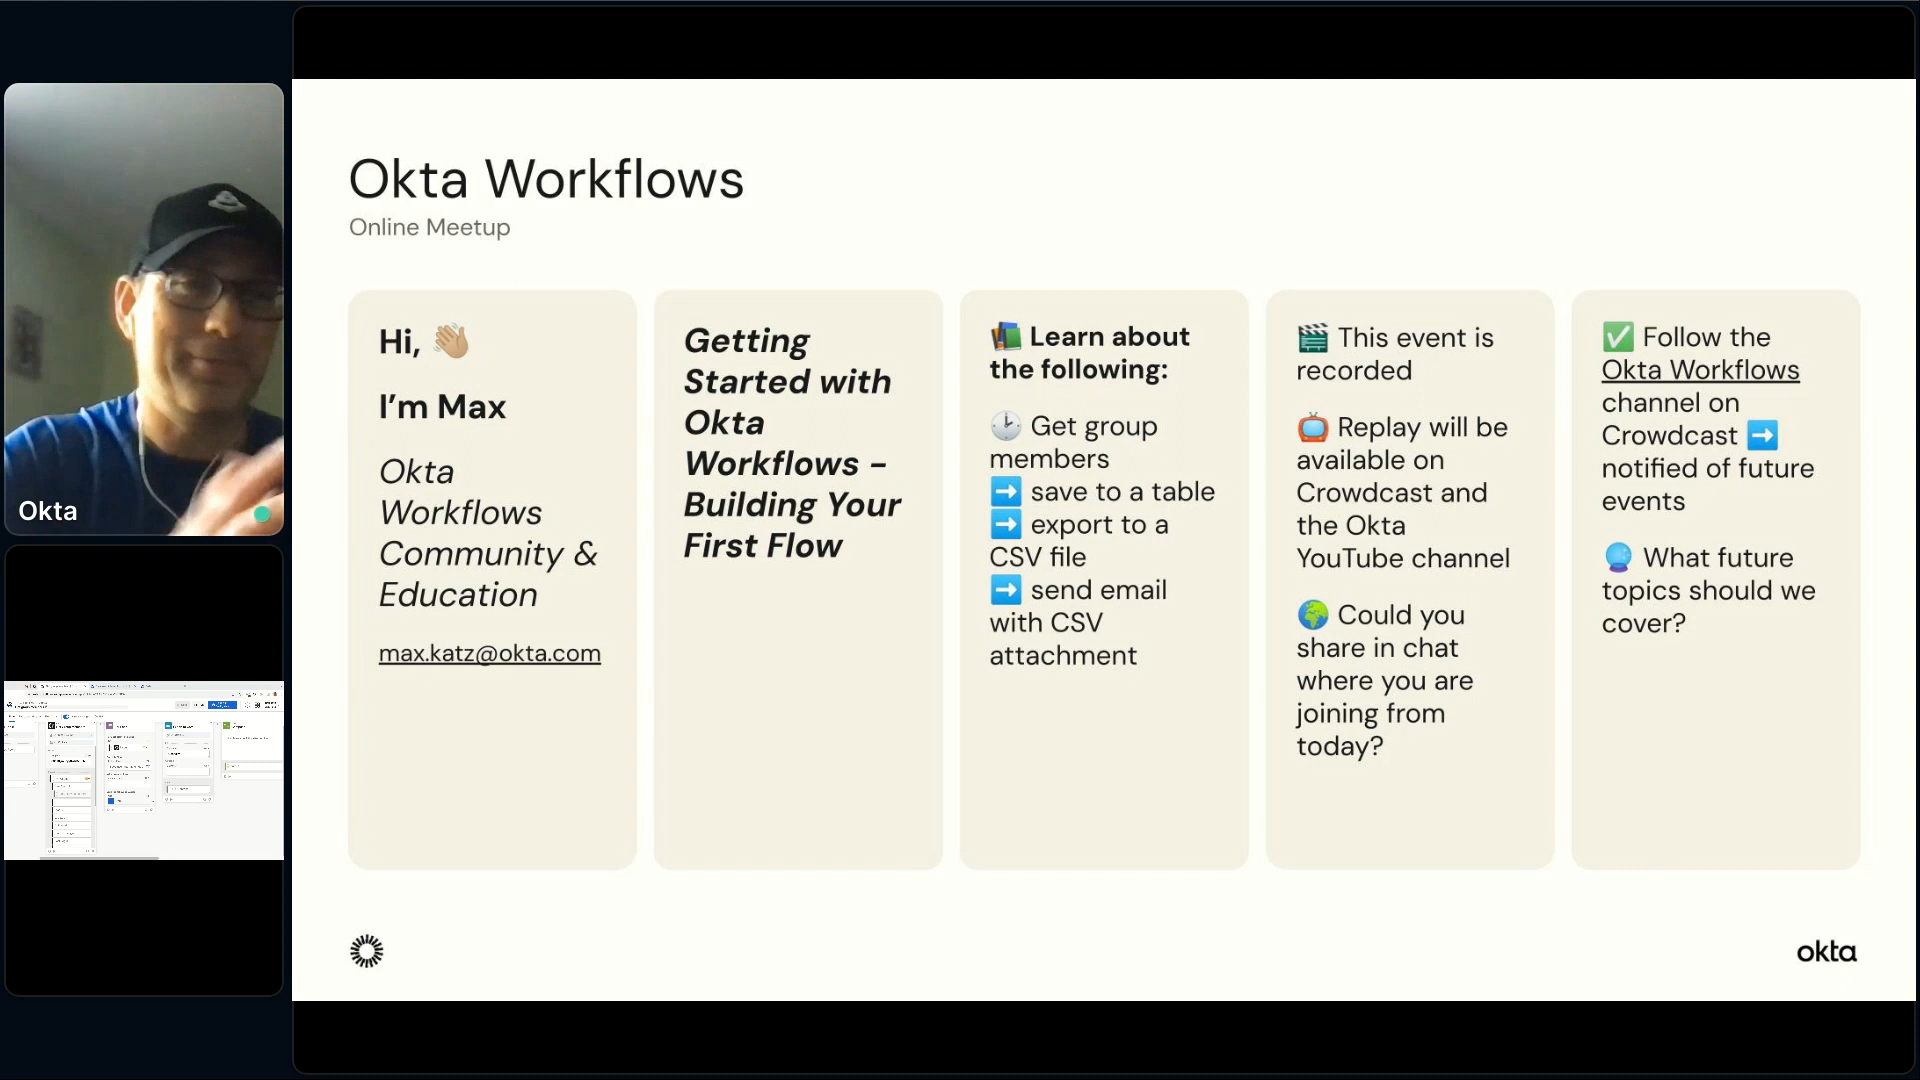 Okta
Okta Workflows
Online Meetup
Hi, 👋🏼
I'm Max
Okta
Workflows
Community &
Education
max.katz@okta.com
Getting
Started with
Okta
Workflows -
Building Your
First Flow
📚 Learn about
the following:
🕑 Get group
members
➡️ save to a table
➡️ export to a
CSV file
➡️ send email
with CSV
attachment
🎬 This event is
recorded
📺 Replay will be
available on
Crowdcast and
the Okta
YouTube channel
🌍 Could you
share in chat
where you are
joining from
today?
✅ Follow the
Okta Workflows
channel on
Crowdcast ➡️
notified of future
events
🔮 What future
topics should we
cover?
okta